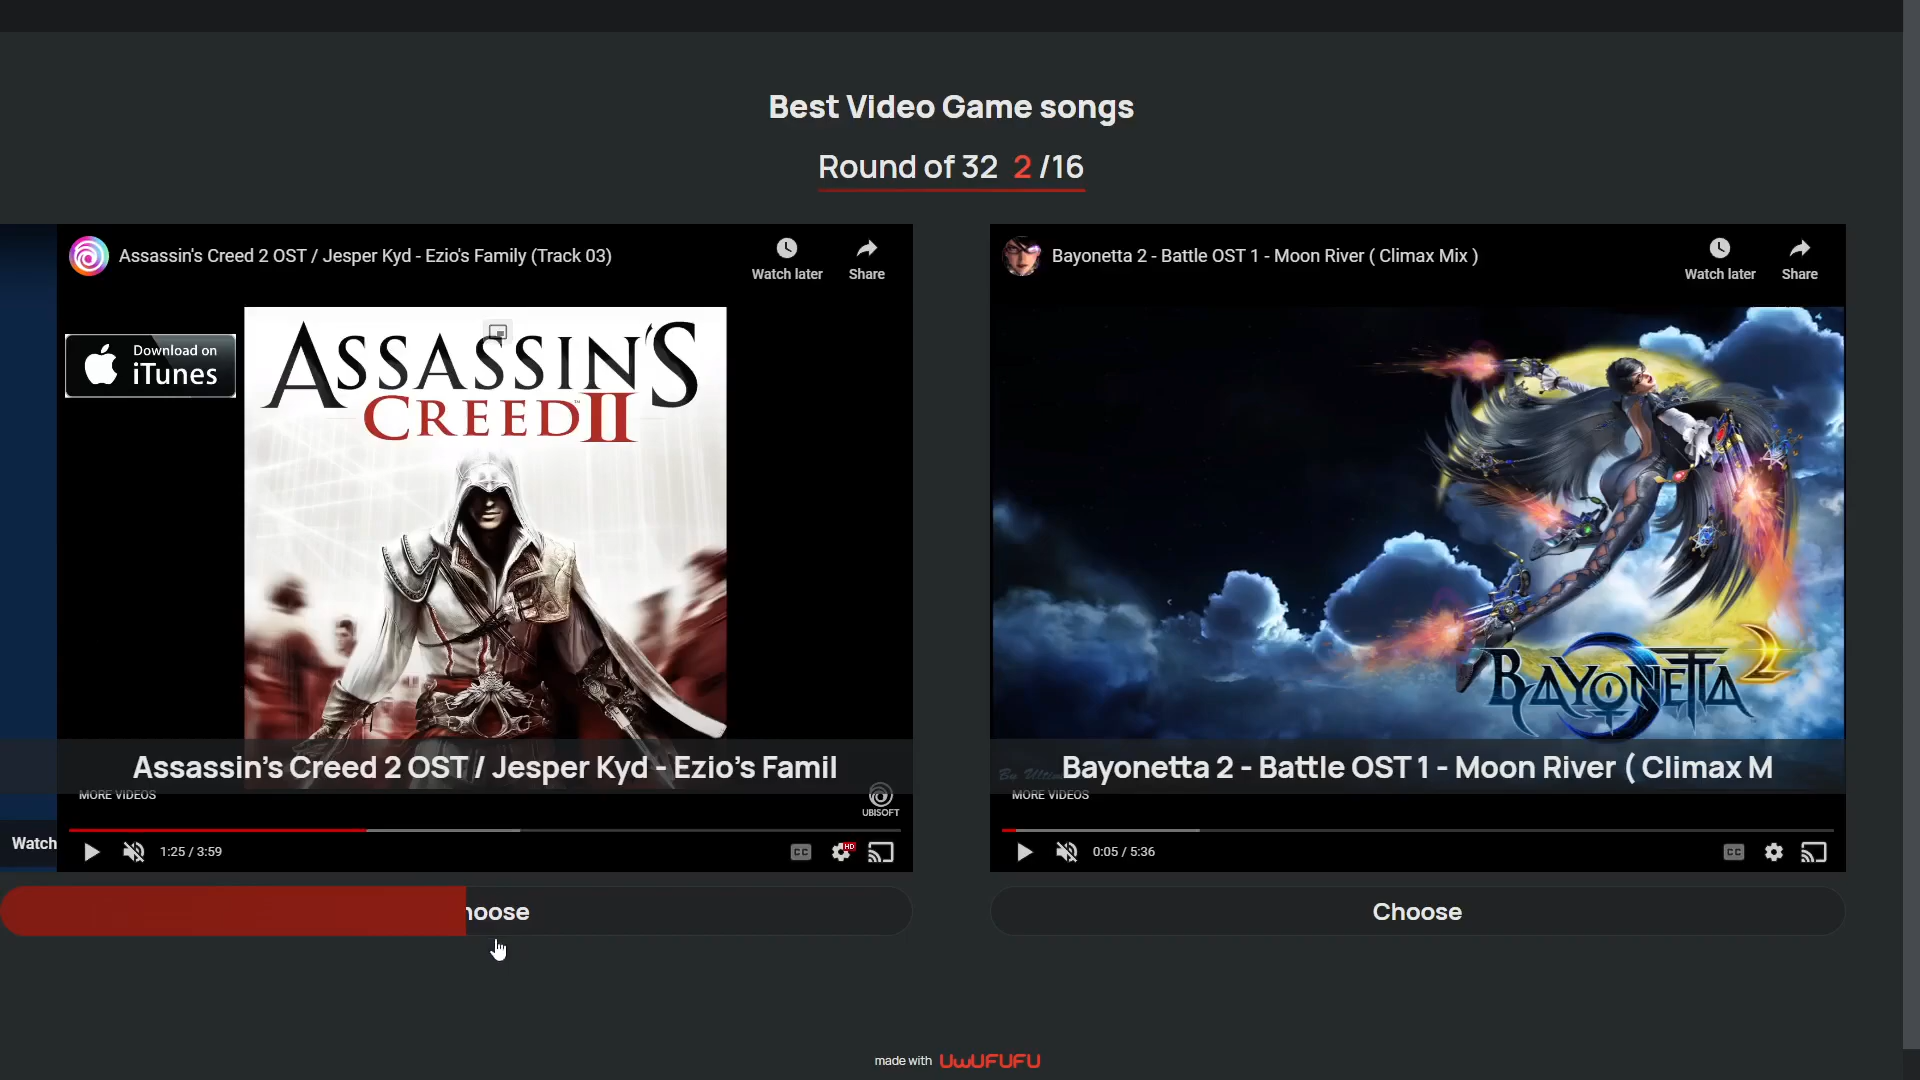 Best Video Game songs
Round of 32 2 /16
Assassin's Creed 2 OST / Jesper Kyd - Ezio's Family (Track 03)
Watch later
Share
Download on
iTunes
ASSASSIN'S
CREED II
Assassin's Creed 2 OST / Jesper Kyd - Ezio's Famil
MORE VIDEOS
UBISOFT
Watch
1:25 / 3:59
CC
HD
hoose
Bayonetta 2 - Battle OST 1 - Moon River ( Climax Mix )
Watch later
Share
BAYONETTA 2
Bayonetta 2 - Battle OST 1 - Moon River ( Climax M
MORE VIDEOS
0:05 / 5:36
CC
Choose
made with UwUFUFU